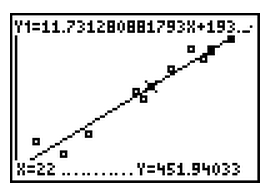 Y1=11.731280881793X+193...
X=22 ........... Y=451.94033